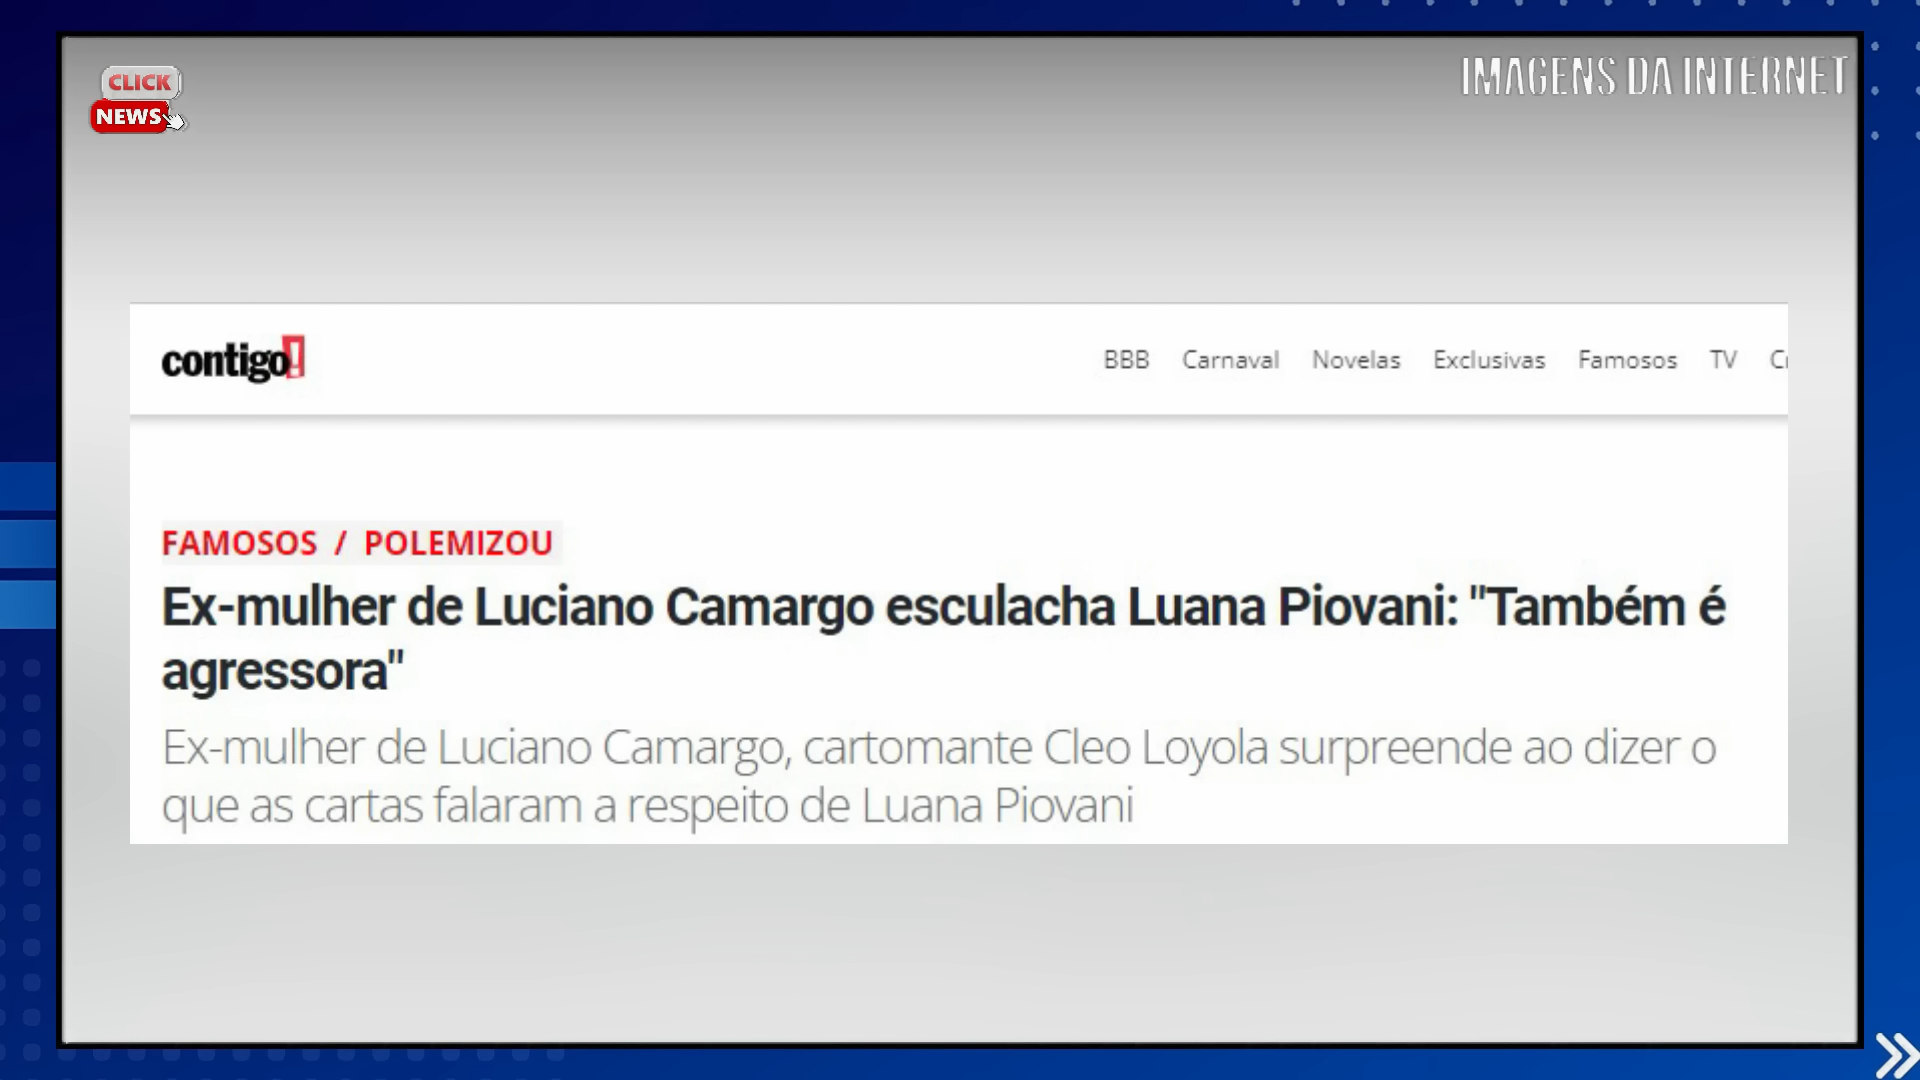 CLICK
NEWS
IMAGENS DA INTERNET
contigo!
BBB Carnaval Novelas Exclusivas Famosos TV
FAMOSOS / POLEMIZOU
Ex-mulher de Luciano Camargo esculacha Luana Piovani: "Também é
agressora"
Ex-mulher de Luciano Camargo, cartomante Cleo Loyola surpreende ao dizer o
que as cartas falaram a respeito de Luana Piovani